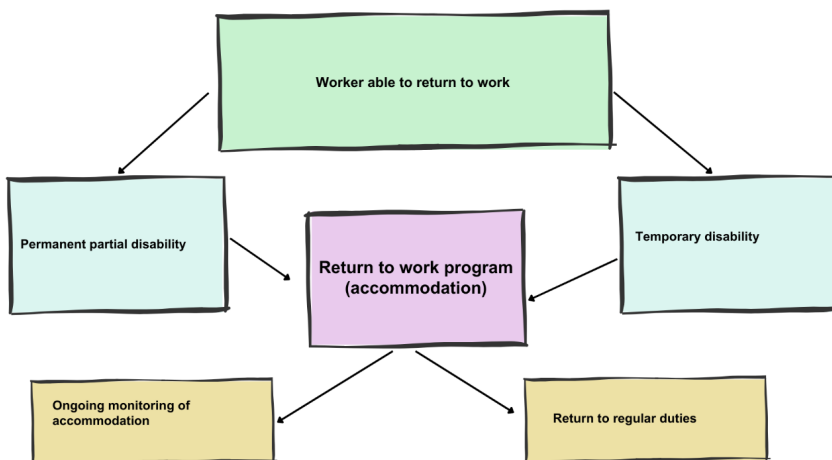 Worker able to return to work
Permanent partial disability
Temporary disability
Return to work program
(accommodation)
Ongoing monitoring of
accommodation
Return to regular duties